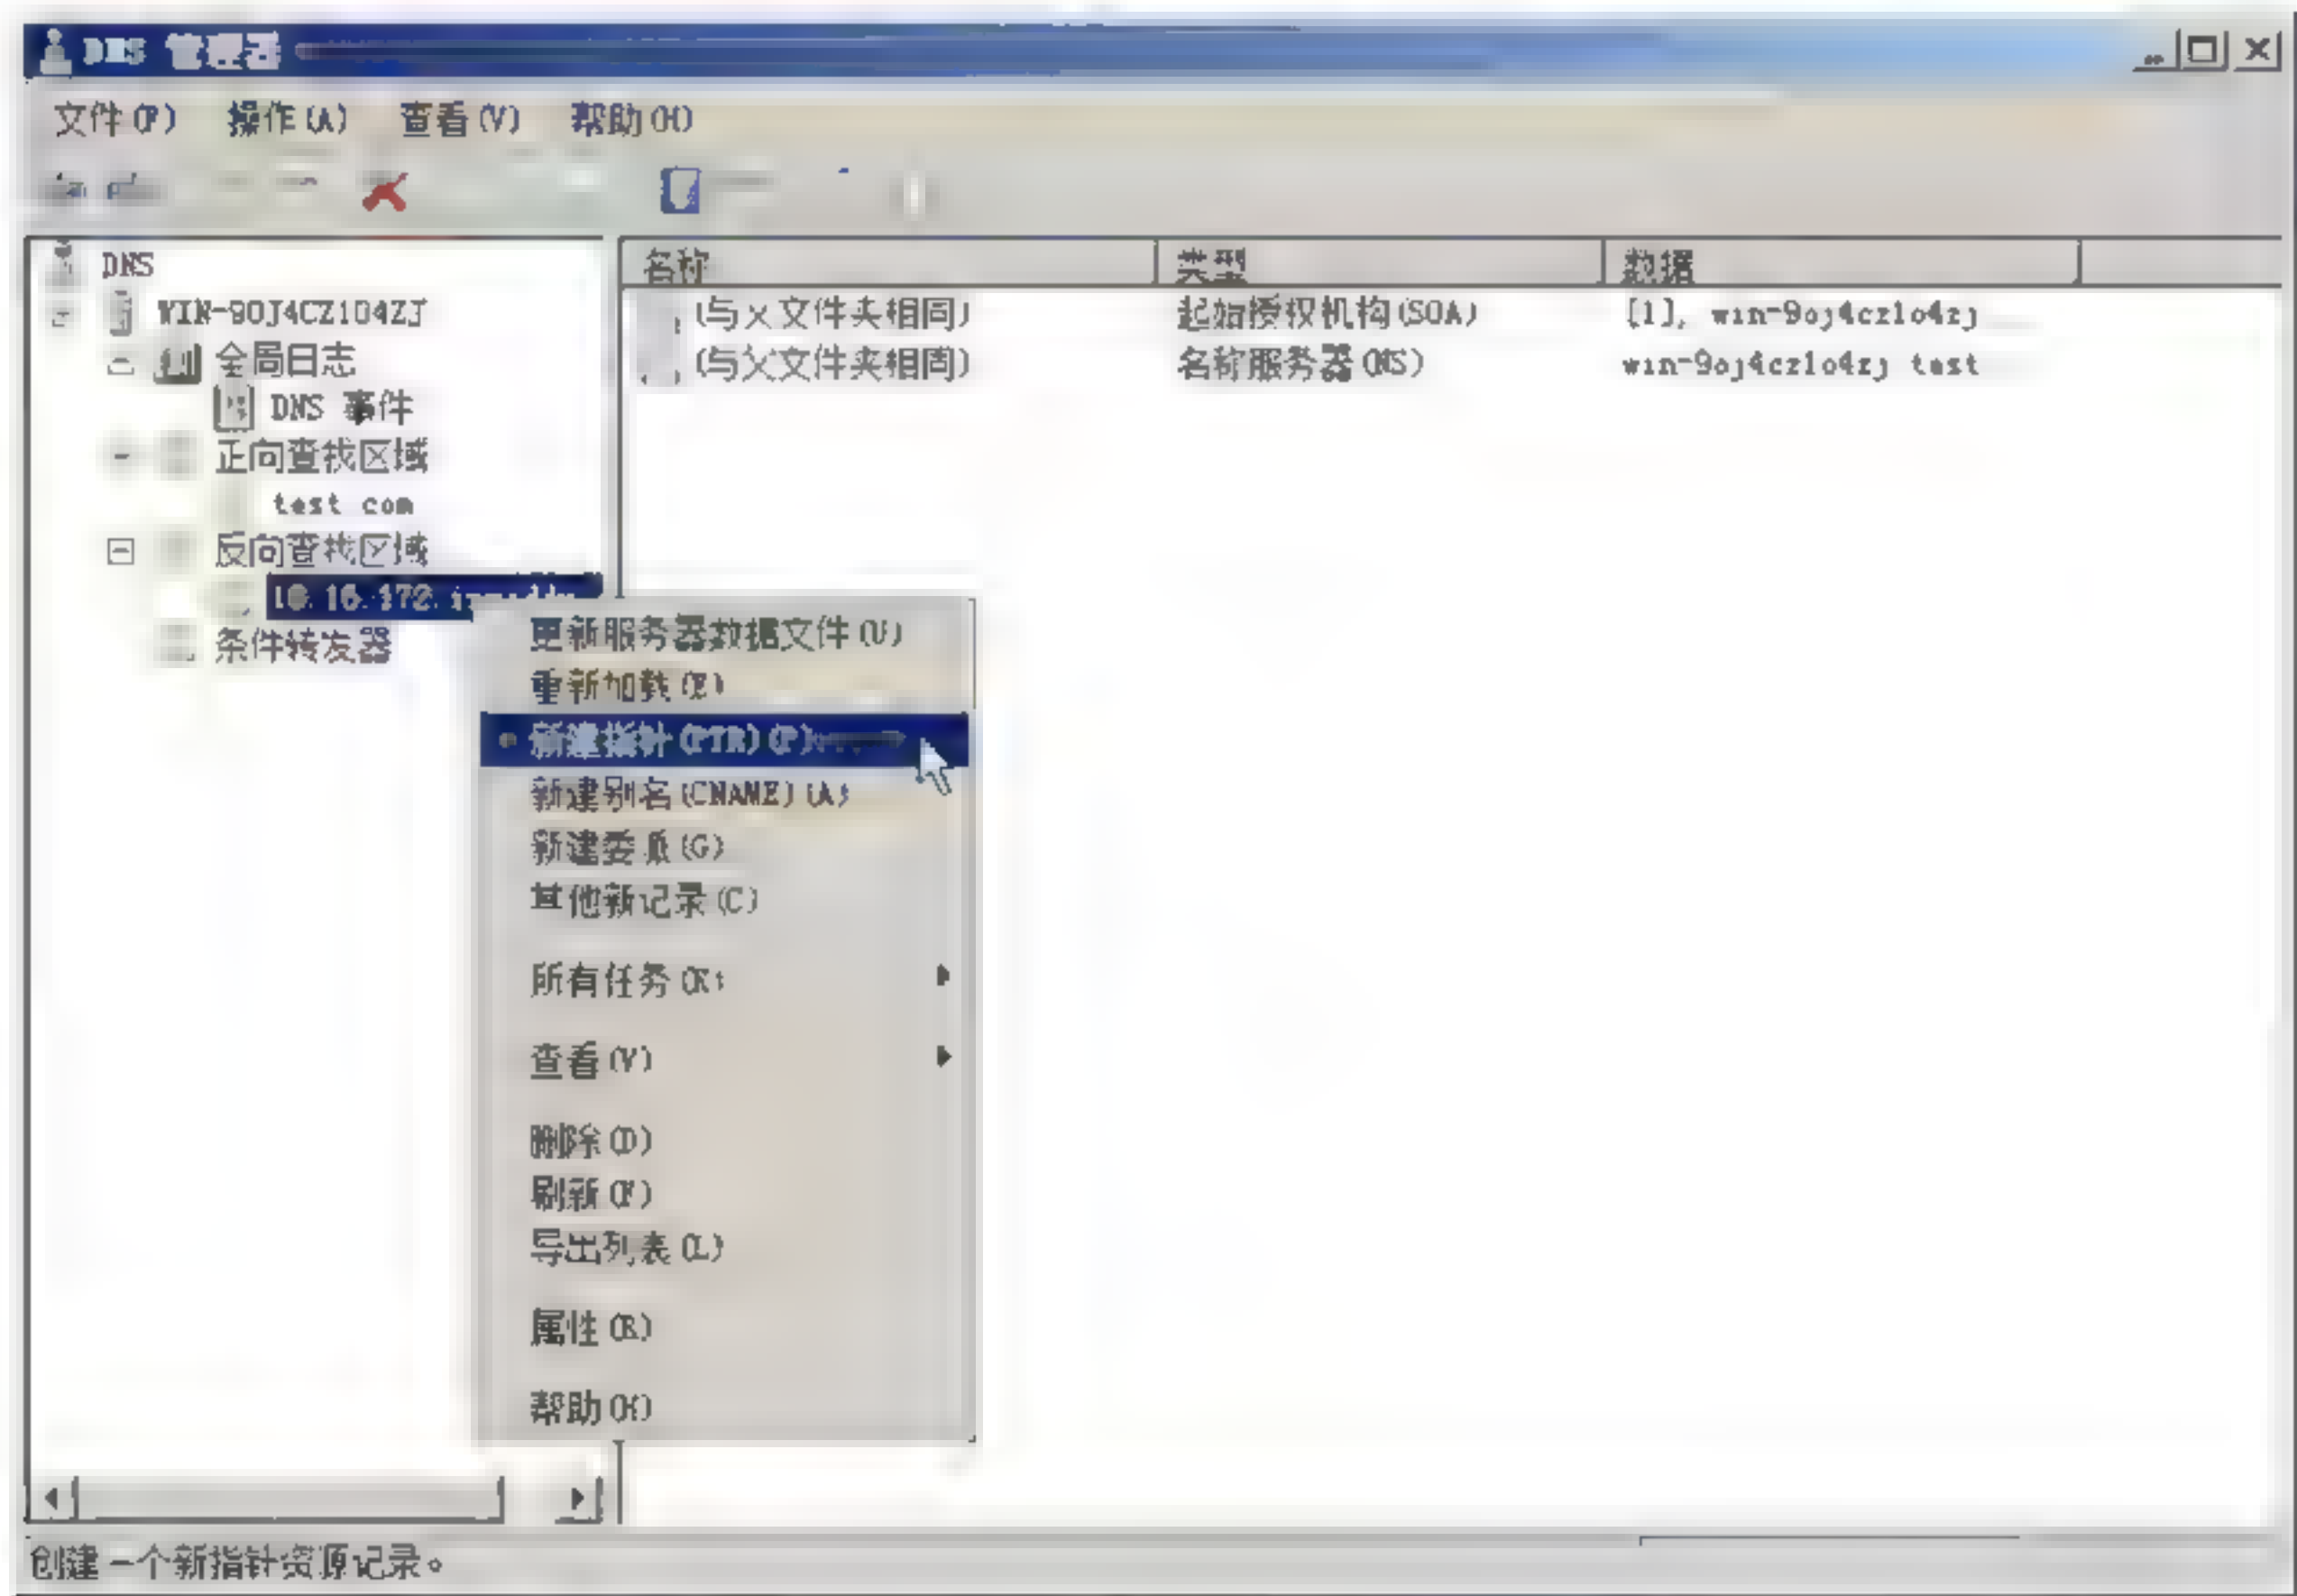 DNS 管理器
文件(F) 操作(A) 查看(V) 帮助(H)
DNS
WIN-9OJ4CZ1O4ZJ
全局日志
DNS 事件
正向查找区域
test com
反向查找区域
10.16.172.
条件转发器
名称 类型 数据
(与父文件夹相同) 起始授权机构(SOA) [1], win-9oj4czlo4zj
(与父文件夹相同) 名称服务器(NS) win-9oj4czlo4zj test
更新服务器数据文件(U)
重新加载(E)
新建指针(PTR)(P)
新建别名(CNAME)(A)
新建委派(G)
其他新记录(C)
所有任务(K)
查看(V)
删除(D)
刷新(F)
导出列表(L)
属性(R)
帮助(H)
创建一个新指针资源记录。